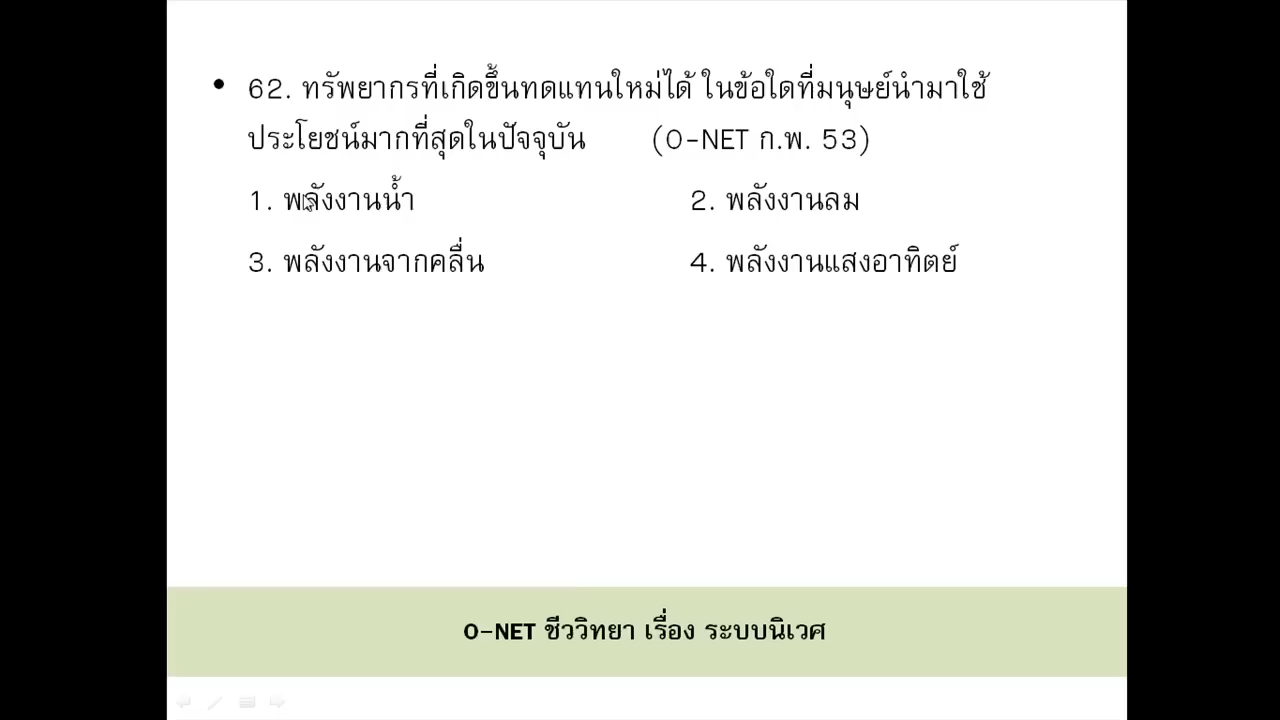 • 62. ทรัพยากรที่เกิดขึ้นทดแทนใหม่ได้ ในข้อใดที่มนุษย์นำมาใช้
ประโยชน์มากที่สุดในปัจจุบัน (O-NET ก.พ. 53)
1. พลังงานน้ำ 2. พลังงานลม
3. พลังงานจากคลื่น 4. พลังงานแสงอาทิตย์
O-NET ชีววิทยา เรื่อง ระบบนิเวศ